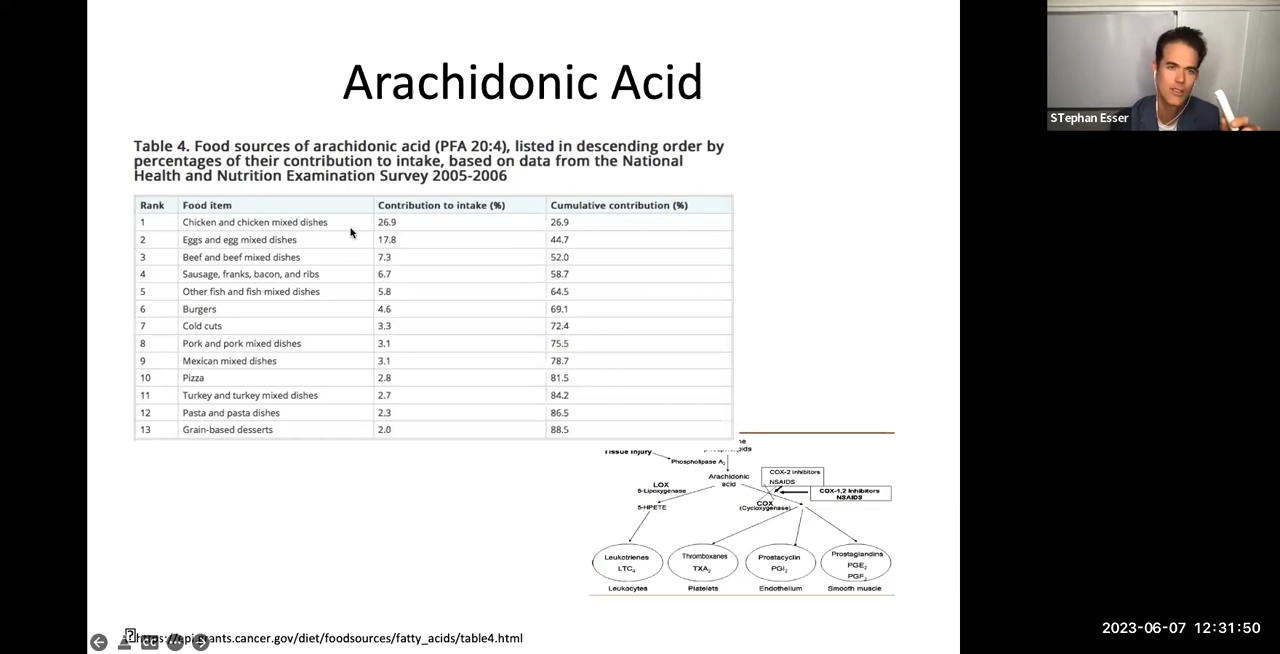 Arachidonic Acid
STephan Esser
Table 4. Food sources of arachidonic acid (PFA 20:4), listed in descending order by
percentages of their contribution to intake, based on data from the National
Health and Nutrition Examination Survey 2005-2006
Rank Food item Contribution to intake (%) Cumulative contribution (%)
1 Chicken and chicken mixed dishes 26.9 26.9
2 Eggs and egg mixed dishes 17.8 44.7
3 Beef and beef mixed dishes 7.3 52.0
4 Sausage, franks, bacon, and ribs 6.7 58.7
5 Other fish and fish mixed dishes 5.8 64.5
6 Burgers 4.6 69.1
7 Cold cuts 3.3 72.4
8 Pork and pork mixed dishes 3.1 75.5
9 Mexican mixed dishes 3.1 78.7
10 Pizza 2.8 81.5
11 Turkey and turkey mixed dishes 2.7 84.2
12 Pasta and pasta dishes 2.3 86.5
13 Grain-based desserts 2.0 88.5
Tissue Injury
Phospholipase A2
Arachidonic
acid
COX-2 inhibitors
NSAIDS
LOX
5-Lipoxygenase
COX-1,2 Inhibitors
NSAIDS
5-HPETE
COX
(Cycloxygenase)
Leukotrienes
LTC4
Thromboxanes
TXA2
Prostacyclin
PGI2
Prostaglandins
PGE2
PGF2
Leukocytes Platelets Endothelium Smooth muscle
https://epi.grants.cancer.gov/diet/foodsources/fatty_acids/table4.html
2023-06-07 12:31:50